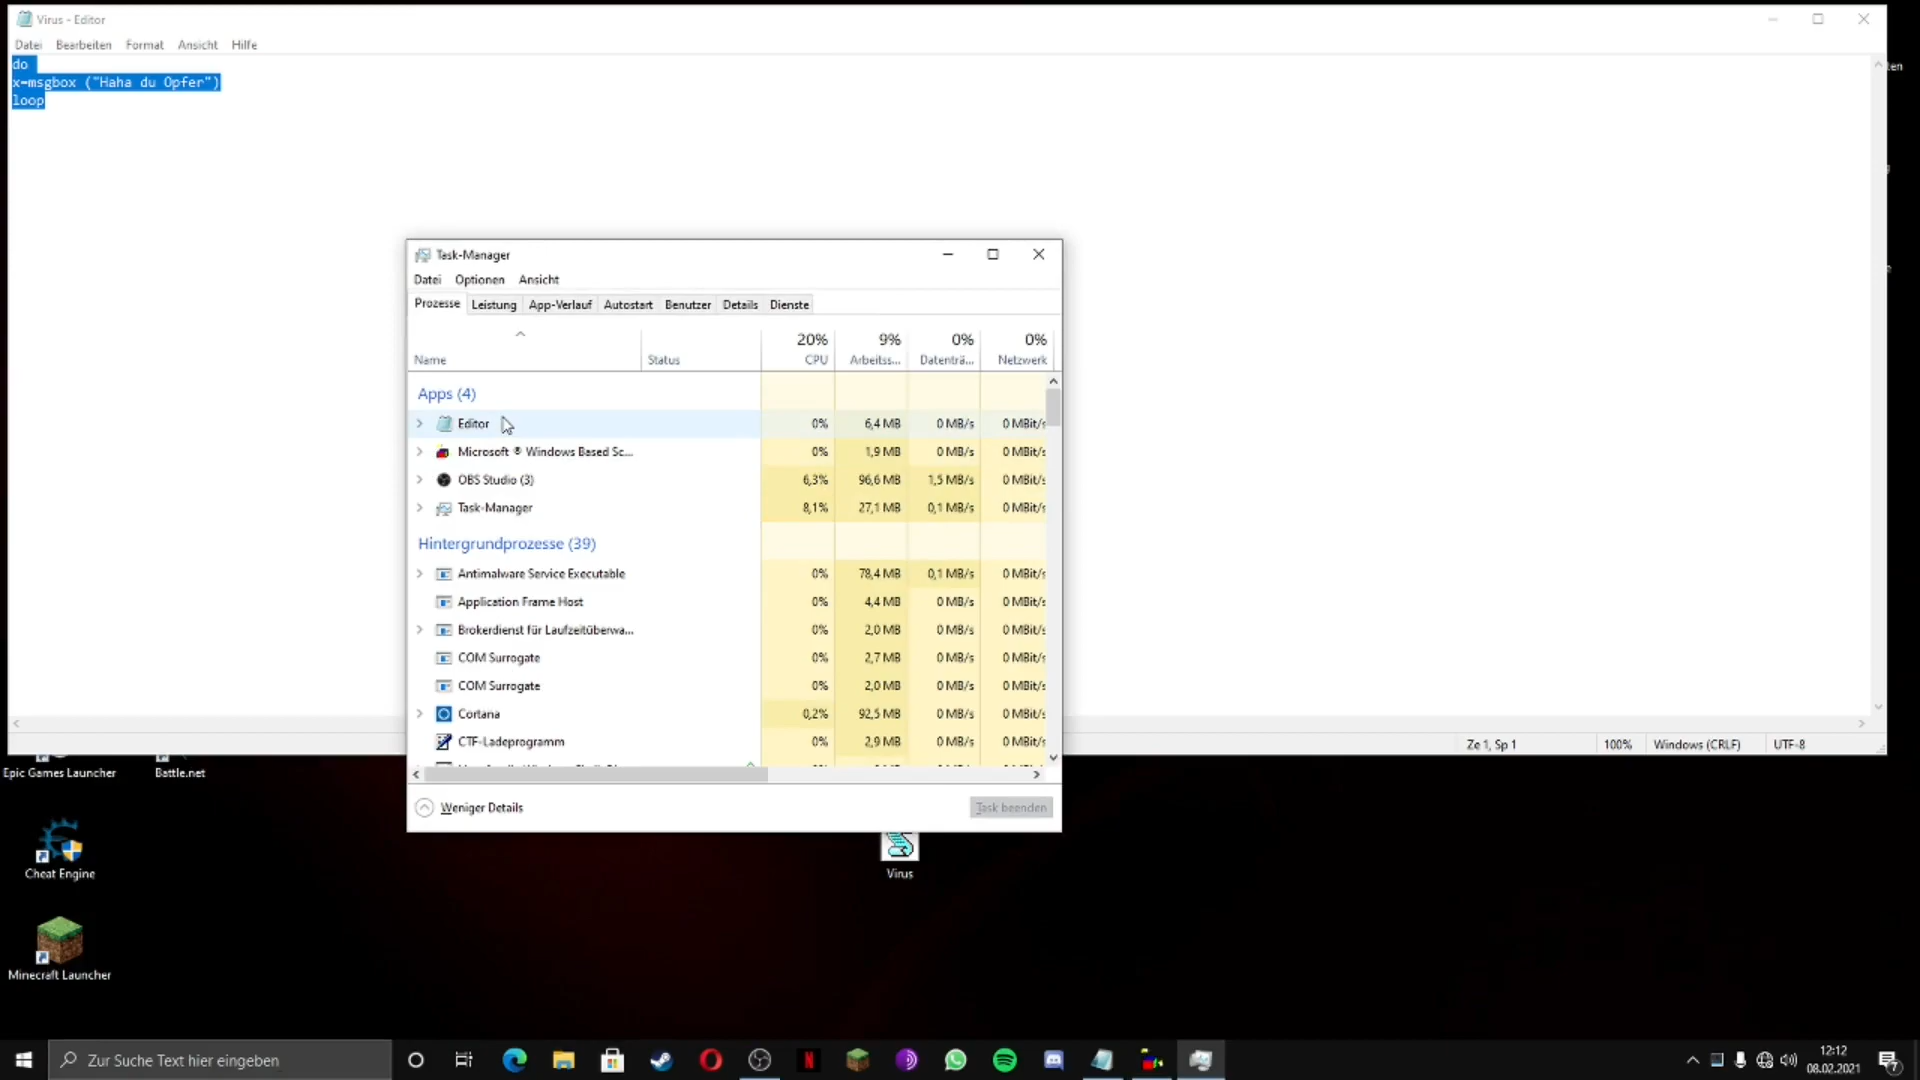 Virus - Editor
Datei Bearbeiten Format Ansicht Hilfe
do
x=msgbox ("Haha du Opfer")
loop
ten
Task-Manager
Datei Optionen Ansicht
Prozesse Leistung App-Verlauf Autostart Benutzer Details Dienste
20% 9% 0% 0%
Name Status CPU Arbeitss... Datenträ... Netzwerk
Apps (4)
Editor 0% 6,4 MB 0 MB/s 0 MBit/s
Microsoft ® Windows Based Sc... 0% 1,9 MB 0 MB/s 0 MBit/s
OBS Studio (3) 6,3% 96,6 MB 1,5 MB/s 0 MBit/s
Task-Manager 8,1% 27,1 MB 0,1 MB/s 0 MBit/s
Hintergrundprozesse (39)
Antimalware Service Executable 0% 78,4 MB 0,1 MB/s 0 MBit/s
Application Frame Host 0% 4,4 MB 0 MB/s 0 MBit/s
Brokerdienst für Laufzeitüberwa... 0% 2,0 MB 0 MB/s 0 MBit/s
COM Surrogate 0% 2,7 MB 0 MB/s 0 MBit/s
COM Surrogate 0% 2,0 MB 0 MB/s 0 MBit/s
Cortana 0,2% 92,5 MB 0 MB/s 0 MBit/s
CTF-Ladeprogramm 0% 2,9 MB 0 MB/s 0 MBit/s
Weniger Details Task beenden
Ze 1, Sp 1 100% Windows (CRLF) UTF-8
Epic Games Launcher Battle.net
Cheat Engine
Virus
Minecraft Launcher
Zur Suche Text hier eingeben
12:12
08.02.2021
7